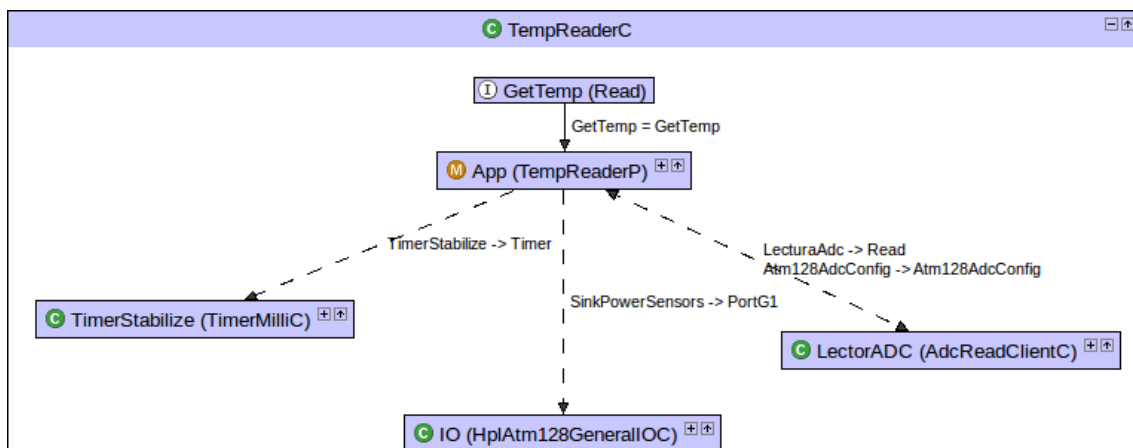 C TempReaderC
I GetTemp (Read)
GetTemp = GetTemp
M App (TempReaderP)
TimerStabilize -> Timer
LecturaAdc -> Read
Atm128AdcConfig -> Atm128AdcConfig
SinkPowerSensors -> PortG1
C TimerStabilize (TimerMilliC)
C LectorADC (AdcReadClientC)
C IO (HplAtm128GeneralIOC)